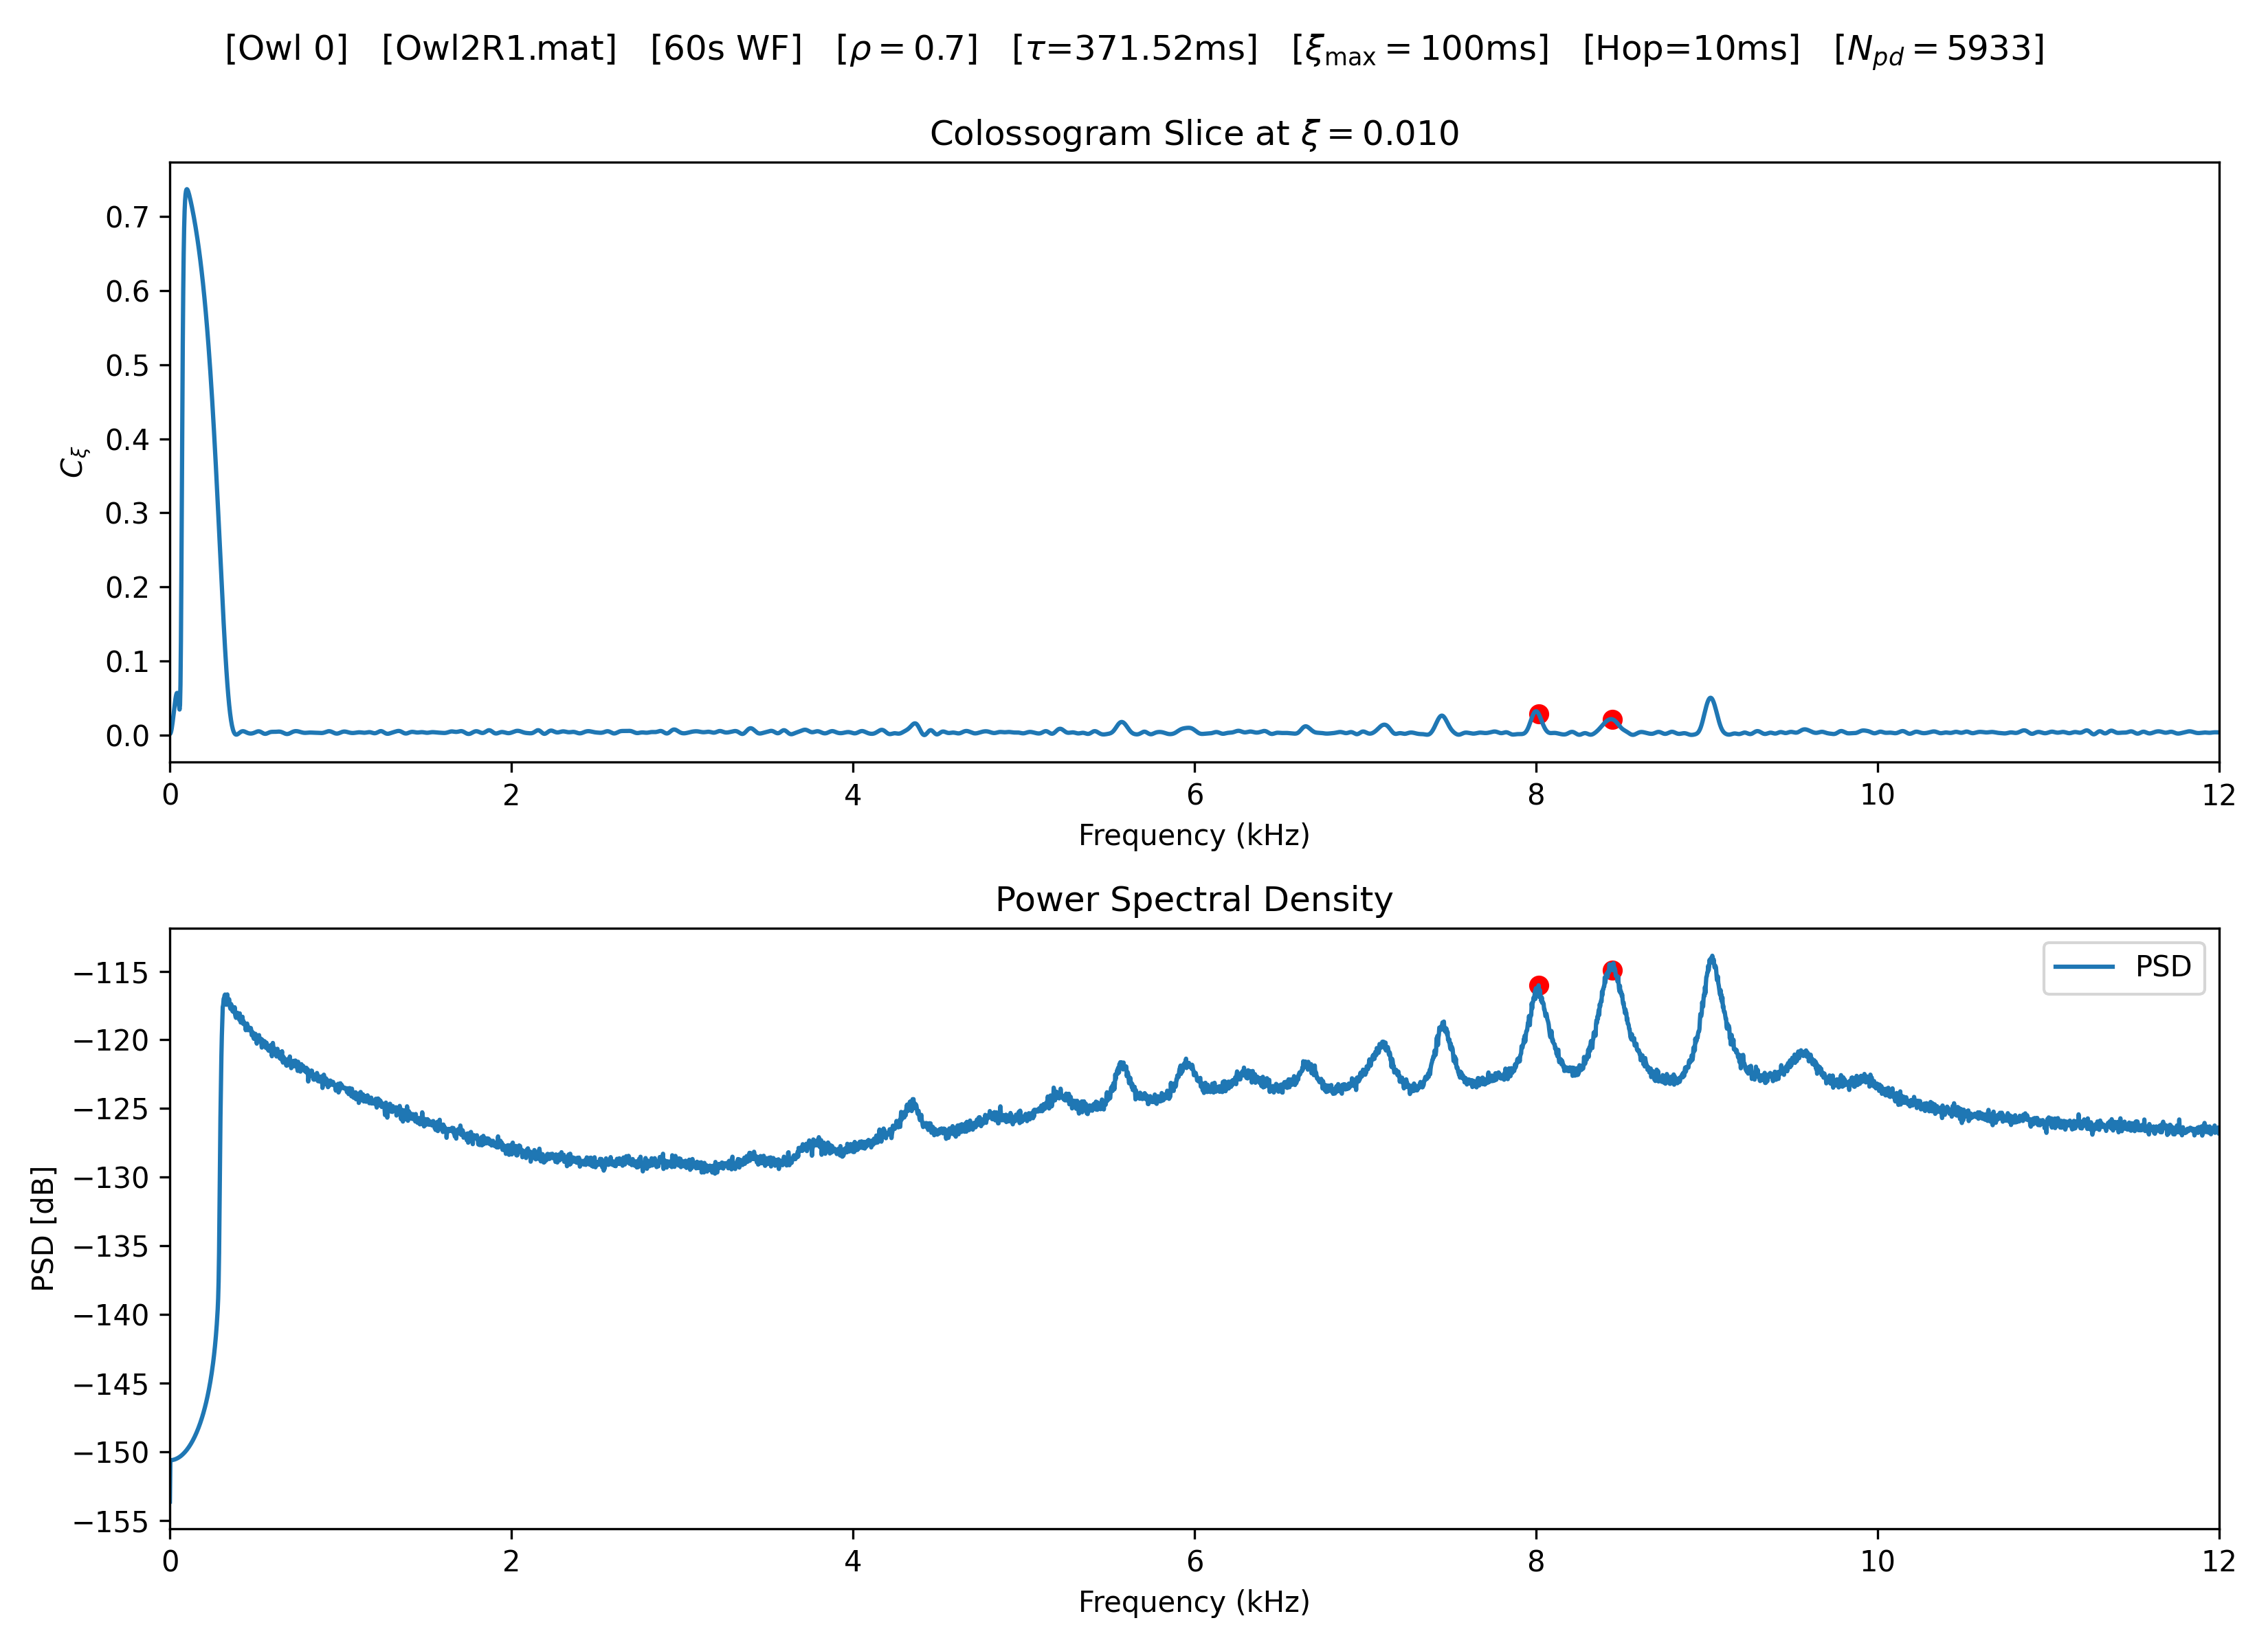 [Owl 0] [Owl2R1.mat] [60s WF] [ρ = 0.7] [τ=371.52ms] [ξmax = 100ms] [Hop=10ms] [Npd = 5933]
Colossogram Slice at ξ = 0.010
0.7
0.6
0.5
0.4
0.3
0.2
0.1
0.0
Cξ
0 2 4 6 8 10 12
Frequency (kHz)
Power Spectral Density
PSD
−115
−120
−125
−130
−135
−140
−145
−150
−155
PSD [dB]
0 2 4 6 8 10 12
Frequency (kHz)